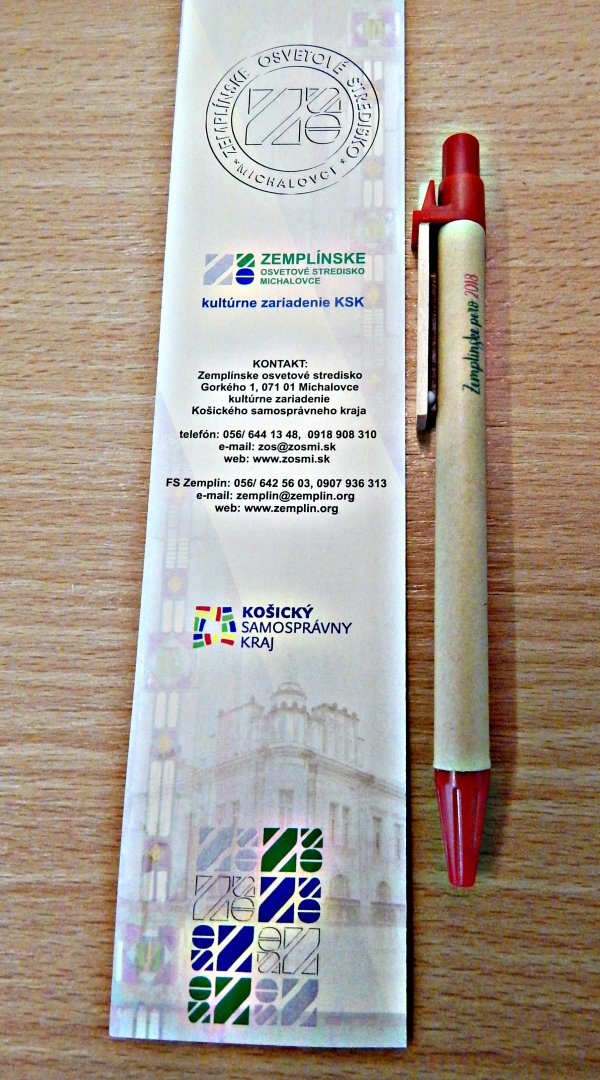 ZEMPLÍNSKE OSVETOVÉ STREDISKO
* MICHALOVCE *
ZEMPLÍNSKE
OSVETOVÉ STREDISKO
MICHALOVCE
kultúrne zariadenie KSK
KONTAKT:
Zemplínske osvetové stredisko
Gorkého 1, 071 01 Michalovce
kultúrne zariadenie
Košického samosprávneho kraja
telefón: 056/ 644 13 48, 0918 908 310
e-mail: zos@zosmi.sk
web: www.zosmi.sk
FS Zemplín: 056/ 642 56 03, 0907 936 313
e-mail: zemplin@zemplin.org
web: www.zemplin.org
KOŠICKÝ
SAMOSPRÁVNY
KRAJ
Zemplínske pero 2018